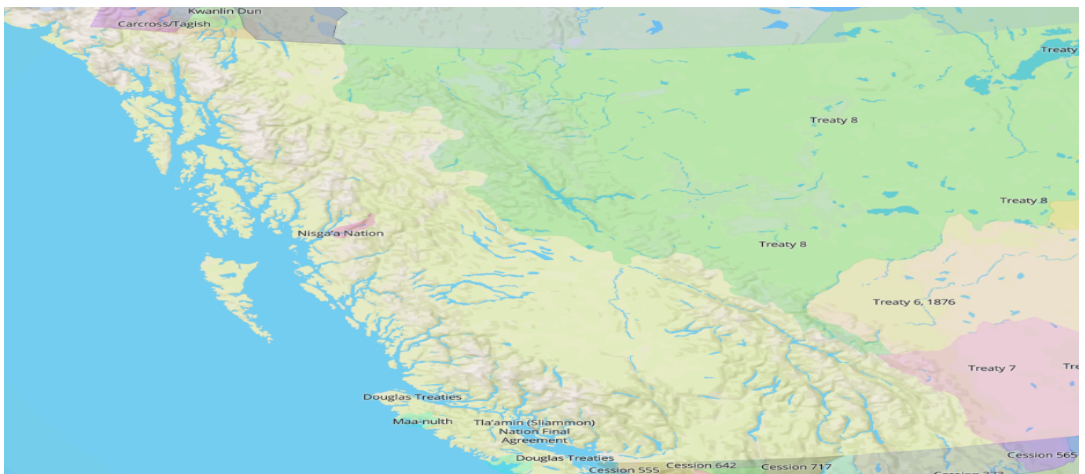 Kwanlin Dun
Carcross/Tagish
Treaty
Treaty 8
Treaty 8
Nisga'a Nation
Treaty 8
Treaty 6, 1876
Treaty 7
Douglas Treaties
Maa-nulth
Tla'amin (Sliammon)
Nation Final
Agreement
Douglas Treaties
Cession 555
Cession 642
Cession 717
Cession 565